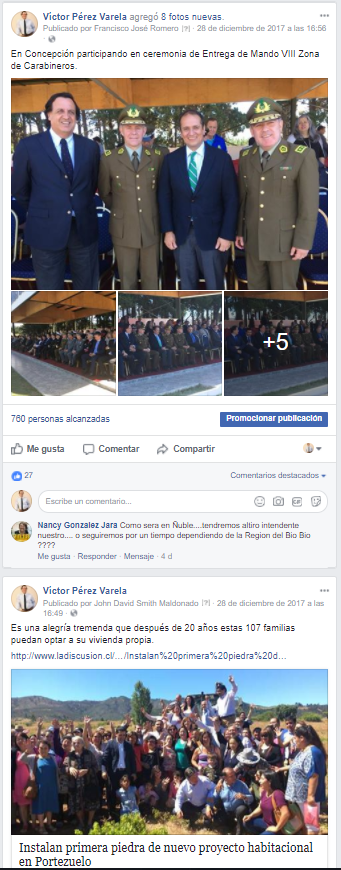 Víctor Pérez Varela agregó 8 fotos nuevas.
Publicado por Francisco José Romero [?] · 28 de diciembre de 2017 a las 16:56
En Concepción participando en ceremonia de Entrega de Mando VIII Zona
de Carabineros.
+5
760 personas alcanzadas
Promocionar publicación
Me gusta Comentar Compartir
27
Comentarios destacados
Escribe un comentario...
Nancy Gonzalez Jara Como sera en Ñuble....tendremos altiro intendente
nuestro.... o seguiremos por un tiempo dependiendo de la Region del Bio Bio
????
Me gusta · Responder · Mensaje · 4 d
Víctor Pérez Varela
Publicado por John David Smith Maldonado [?] · 28 de diciembre de 2017 a las
16:49 ·
Es una alegría tremenda que después de 20 años estas 107 familias
puedan optar a su vivienda propia.
http://www.ladiscusion.cl/.../Instalan%20primera%20piedra%20d...
Instalan primera piedra de nuevo proyecto habitacional
en Portezuelo